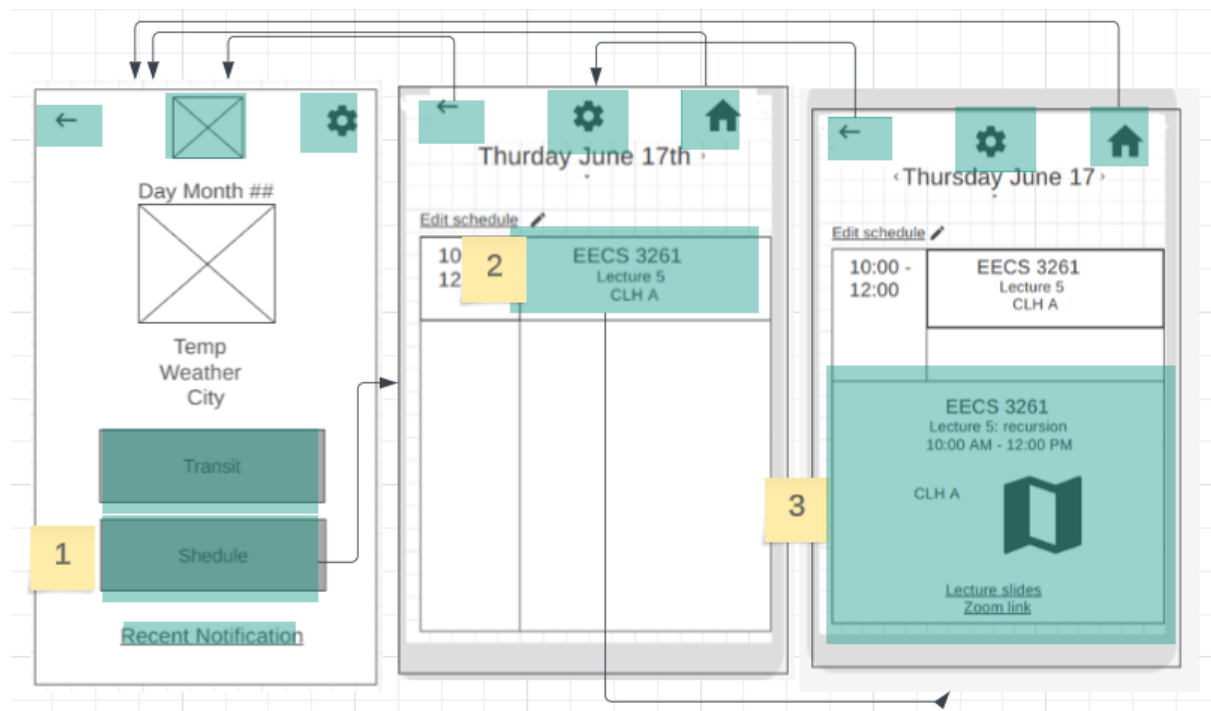 Day Month ##
Temp
Weather
City
Transit
1
Shedule
Recent Notification
Thurday June 17th ›
Edit schedule
10
12
2
EECS 3261
Lecture 5
CLH A
‹ Thursday June 17 ›
Edit schedule
10:00 -
12:00
EECS 3261
Lecture 5
CLH A
3
EECS 3261
Lecture 5: recursion
10:00 AM - 12:00 PM
CLH A
Lecture slides
Zoom link